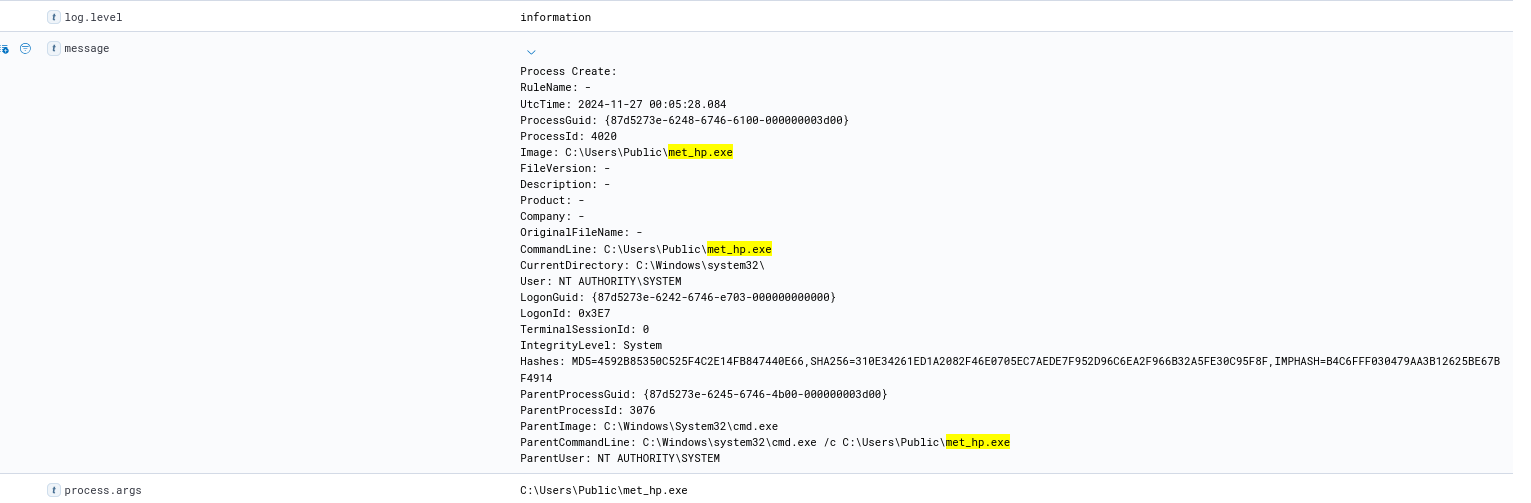 t log.level information
t message
Process Create:
RuleName: -
UtcTime: 2024-11-27 00:05:28.084
ProcessGuid: {87d5273e-6248-6746-6100-000000003d00}
ProcessId: 4020
Image: C:\Users\Public\met_hp.exe
FileVersion: -
Description: -
Product: -
Company: -
OriginalFileName: -
CommandLine: C:\Users\Public\met_hp.exe
CurrentDirectory: C:\Windows\system32\
User: NT AUTHORITY\SYSTEM
LogonGuid: {87d5273e-6242-6746-e703-000000000000}
LogonId: 0x3E7
TerminalSessionId: 0
IntegrityLevel: System
Hashes: MD5=4592B85350C525F4C2E14FB847440E66,SHA256=310E34261ED1A2082F46E0705EC7AEDE7F952D96C6EA2F966B32A5FE30C95F8F,IMPHASH=B4C6FFF030479AA3B12625BE67B
F4914
ParentProcessGuid: {87d5273e-6245-6746-4b00-000000003d00}
ParentProcessId: 3076
ParentImage: C:\Windows\System32\cmd.exe
ParentCommandLine: C:\Windows\system32\cmd.exe /c C:\Users\Public\met_hp.exe
ParentUser: NT AUTHORITY\SYSTEM
t process.args C:\Users\Public\met_hp.exe